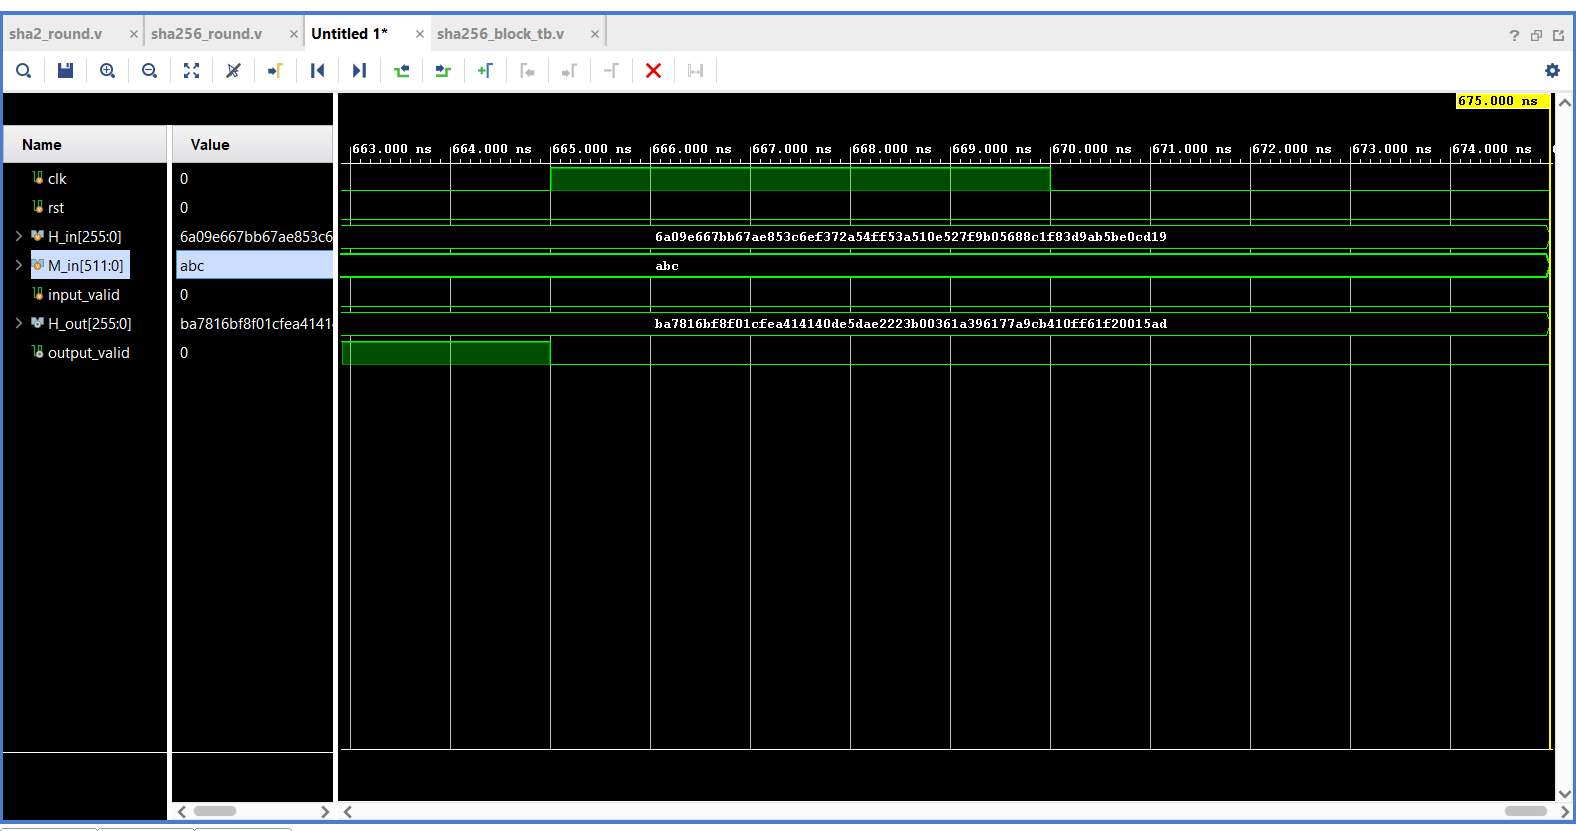 sha2_round.v × sha256_round.v × Untitled 1* × sha256_block_tb.v ×
?
675.000 ns
Name Value
663.000 ns 664.000 ns 665.000 ns 666.000 ns 667.000 ns 668.000 ns 669.000 ns 670.000 ns 671.000 ns 672.000 ns 673.000 ns 674.000 ns
clk 0
rst 0
H_in[255:0] 6a09e667bb67ae853c6 6a09e667bb67ae853c6ef372a54ff53a510e527f9b05688c1f83d9ab5be0cd19
M_in[511:0] abc abc
input_valid 0
H_out[255:0] ba7816bf8f01cfea4141 ba7816bf8f01cfea414140de5dae2223b00361a396177a9cb410ff61f20015ad
output_valid 0